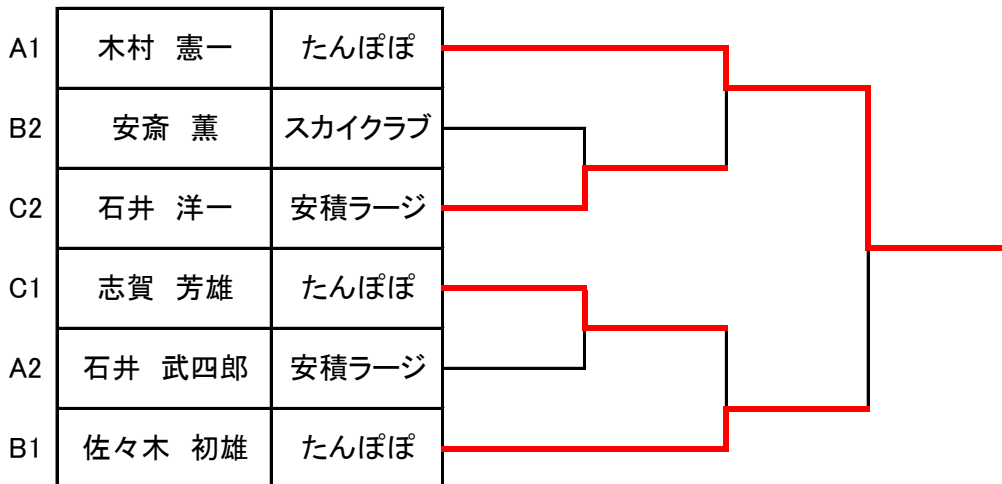 A1 木村 憲一 たんぽぽ
B2 安斎 薫 スカイクラブ
C2 石井 洋一 安積ラージ
C1 志賀 芳雄 たんぽぽ
A2 石井 武四郎 安積ラージ
B1 佐々木 初雄 たんぽぽ